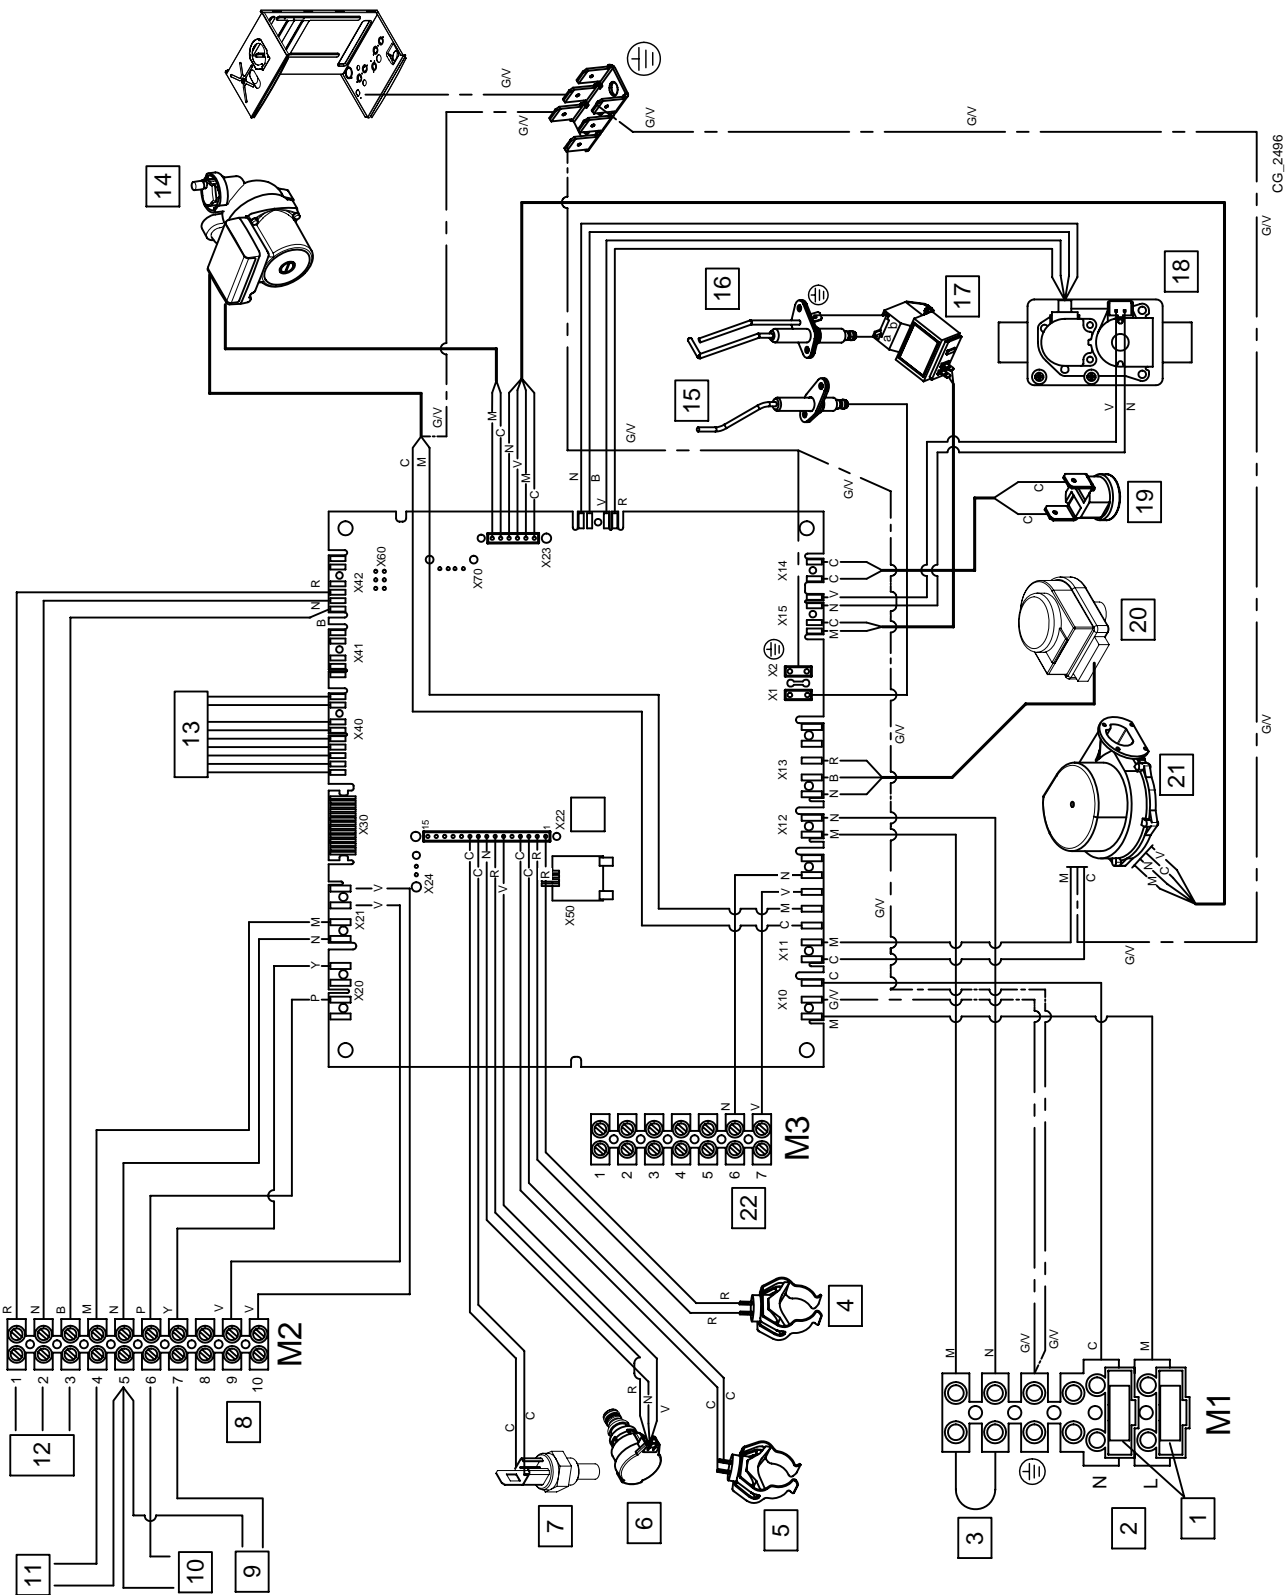 14
G/V
G/V
G/V
G/V
G/V
CG_2496
C
M
G/V
M
C
N
V
M
C
16
a
b
17
18
15
V
N
G/V
N
B
V
R
G/V
C
C
19
20
21
R
N
B
X42
X60
X41
13
X40
X30
X70
X23
X14
C
C
X15
V
N
C
M
X2
X1
X13
R
B
N
X12
N
M
N
V
M
C
X11
M
C
C
X10
G/V
M
G/V
G/V
G/V
G/V
M
C
M
N
C
V
15
X22
1
X24
X50
C
C
N
R
V
C
C
R
R
V
V
X21
M
N
Y
X20
P
1
2
3
4
5
6
7
N
V
M3
22
R
N
B
M
N
P
Y
V
V
1
2
3
4
5
6
7
8
9
10
M2
8
12
11
10
9
R
R
4
C
C
5
R
N
V
6
C
C
7
M
N
G/V
G/V
C
M
M1
N
L
3
2
1